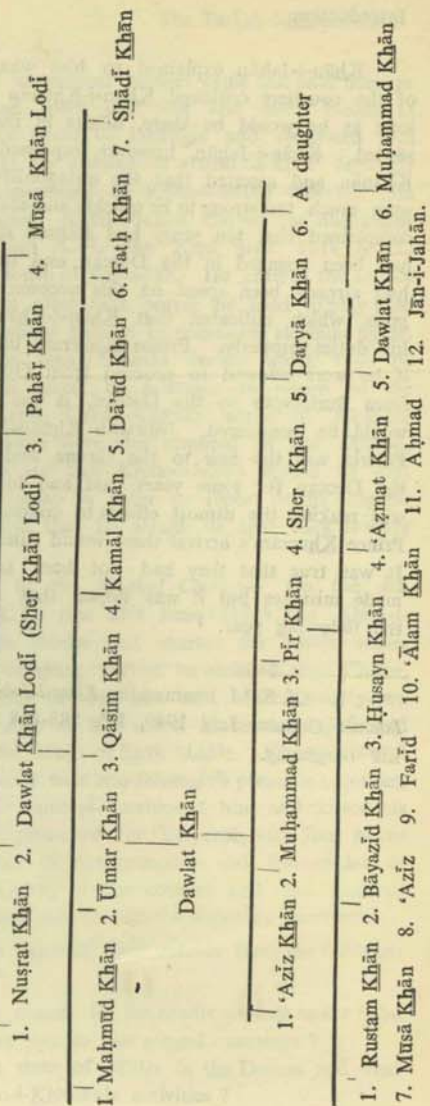 1. Nuṣrat Khān 2. Dawlat Khān Lodī (Sher Khān Lodī) 3. Pahāṛ Khān 4. Mūsā Khān Lodī
1. Maḥmūd Khān 2. Ūmar Khān 3. Qāsim Khān 4. Kamāl Khān 5. Dā'ud Khān 6. Fatḥ Khān 7. Shādī Khān
Dawlat Khān
1. ‘Azīz Khān 2. Muḥammad Khān 3. Pīr Khān 4. Sher Khān 5. Daryā Khān 6. A daughter
1. Rustam Khān 2. Bāyazīd Khān 3. Ḥusayn Khān 4. ‘Aẓmat Khān 5. Dawlat Khān 6. Muḥammad Khān
7. Mūsā Khān 8. ‘Azīz 9. Farīd 10. ‘Ālam Khān 11. Aḥmad 12. Jān-i-Jahān.